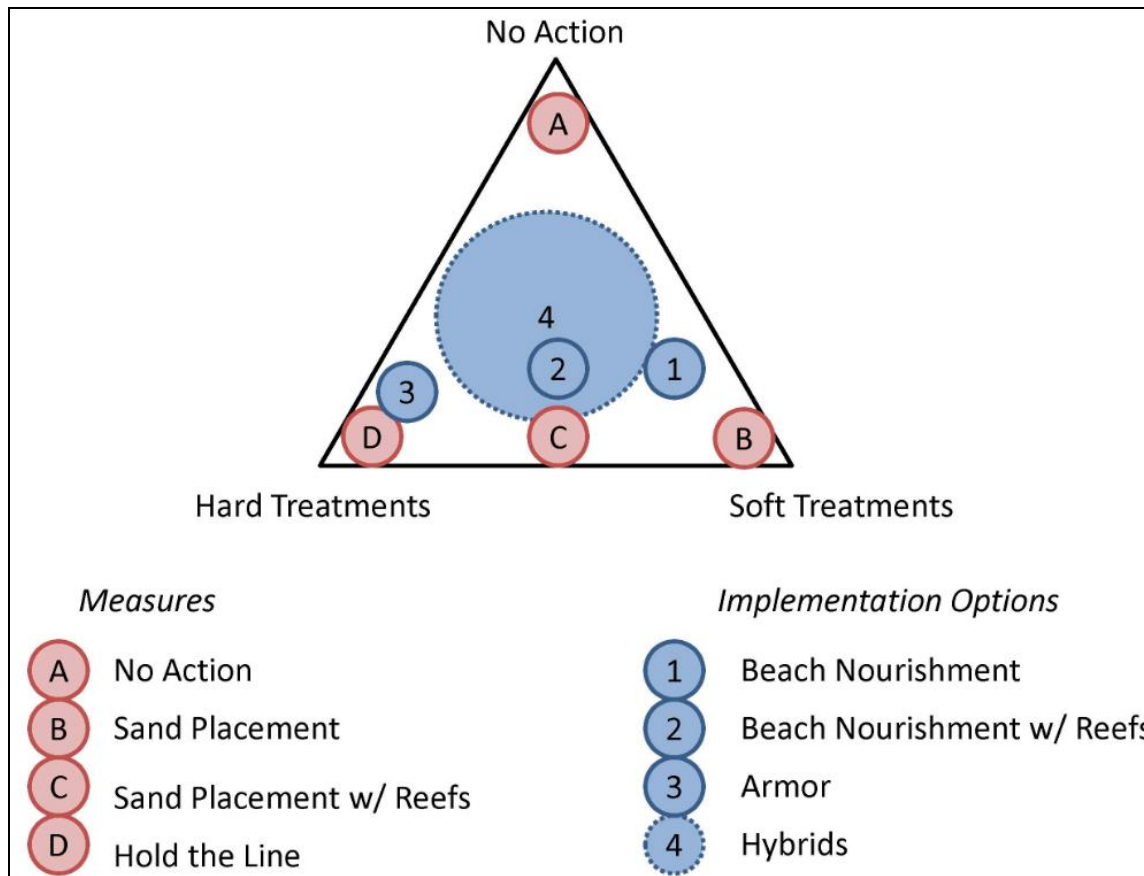 No Action
A
4
2
1
3
D
C
B
Hard Treatments
Soft Treatments
Measures
Implementation Options
A No Action
1 Beach Nourishment
B Sand Placement
2 Beach Nourishment w/ Reefs
C Sand Placement w/ Reefs
3 Armor
D Hold the Line
4 Hybrids